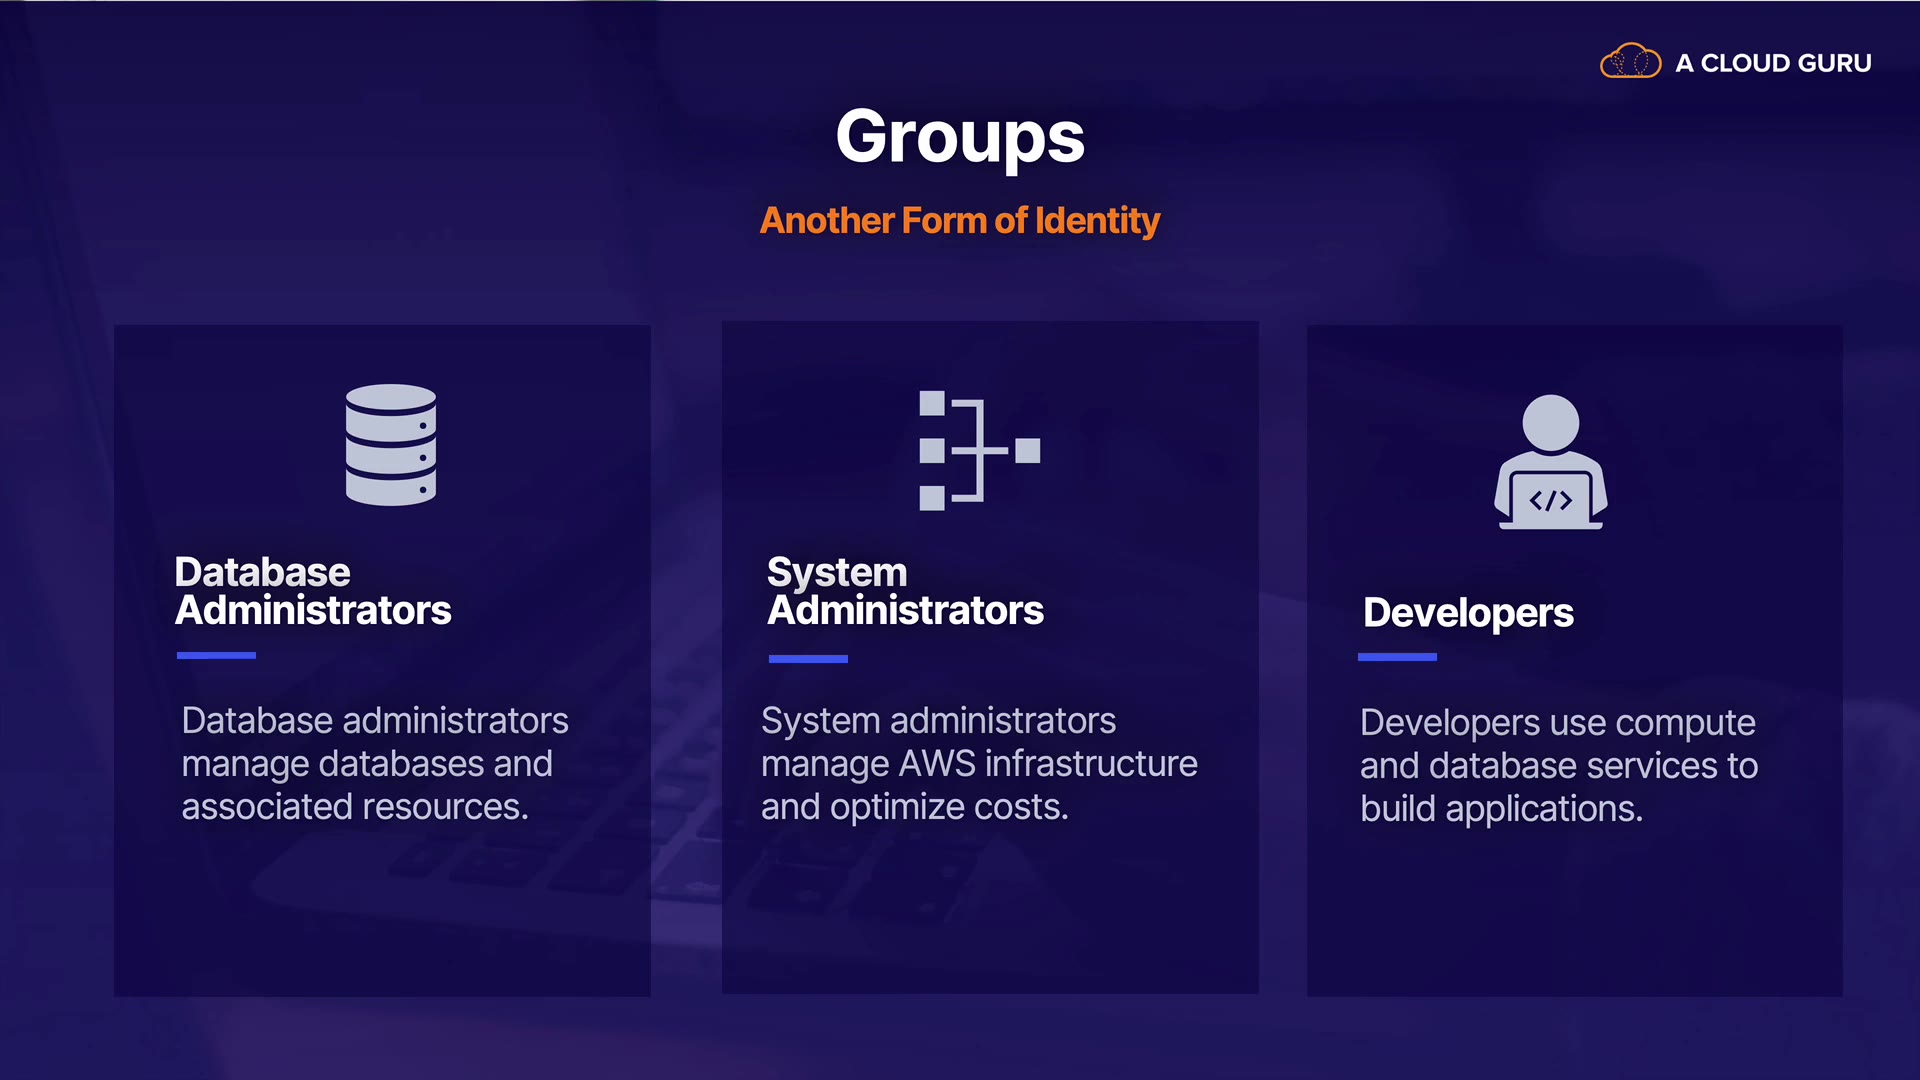 A CLOUD GURU
Groups
Another Form of Identity
Database
Administrators
Database administrators
manage databases and
associated resources.
System
Administrators
System administrators
manage AWS infrastructure
and optimize costs.
</>
Developers
Developers use compute
and database services to
build applications.